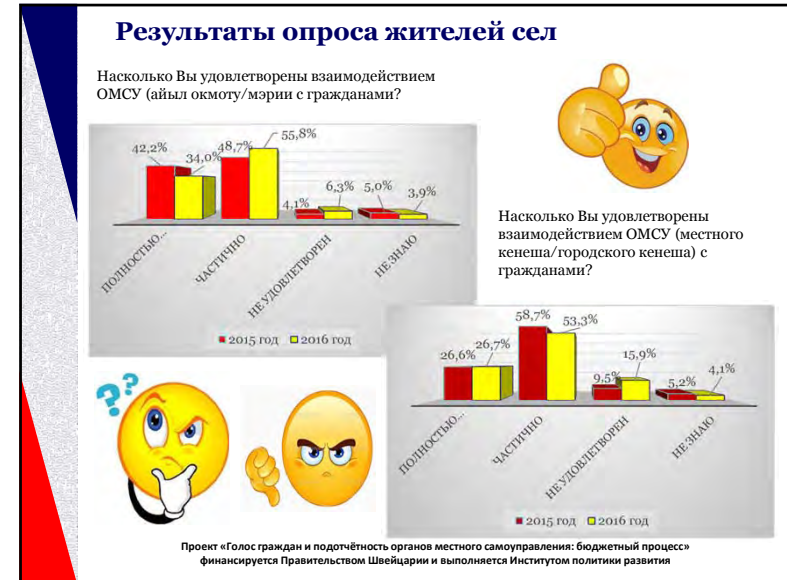 Результаты опроса жителей сел
Насколько Вы удовлетворены взаимодействием
ОМСУ (айыл окмоту/мэрии с гражданами?
42,2%
34,0%
48,7%
55,8%
4,1%
6,3%
5,0%
3,9%
ПОЛНОСТЬЮ...
ЧАСТИЧНО
НЕ УДОВЛЕТВОРЕН
НЕ ЗНАЮ
2015 год 2016 год
Насколько Вы удовлетворены
взаимодействием ОМСУ (местного
кенеша/городского кенеша) с
гражданами?
26,6%
26,7%
58,7%
53,3%
9,5%
15,9%
5,2%
4,1%
ПОЛНОСТЬЮ...
ЧАСТИЧНО
НЕ УДОВЛЕТВОРЕН
НЕ ЗНАЮ
2015 год 2016 год
??
Проект «Голос граждан и подотчётность органов местного самоуправления: бюджетный процесс»
финансируется Правительством Швейцарии и выполняется Институтом политики развития